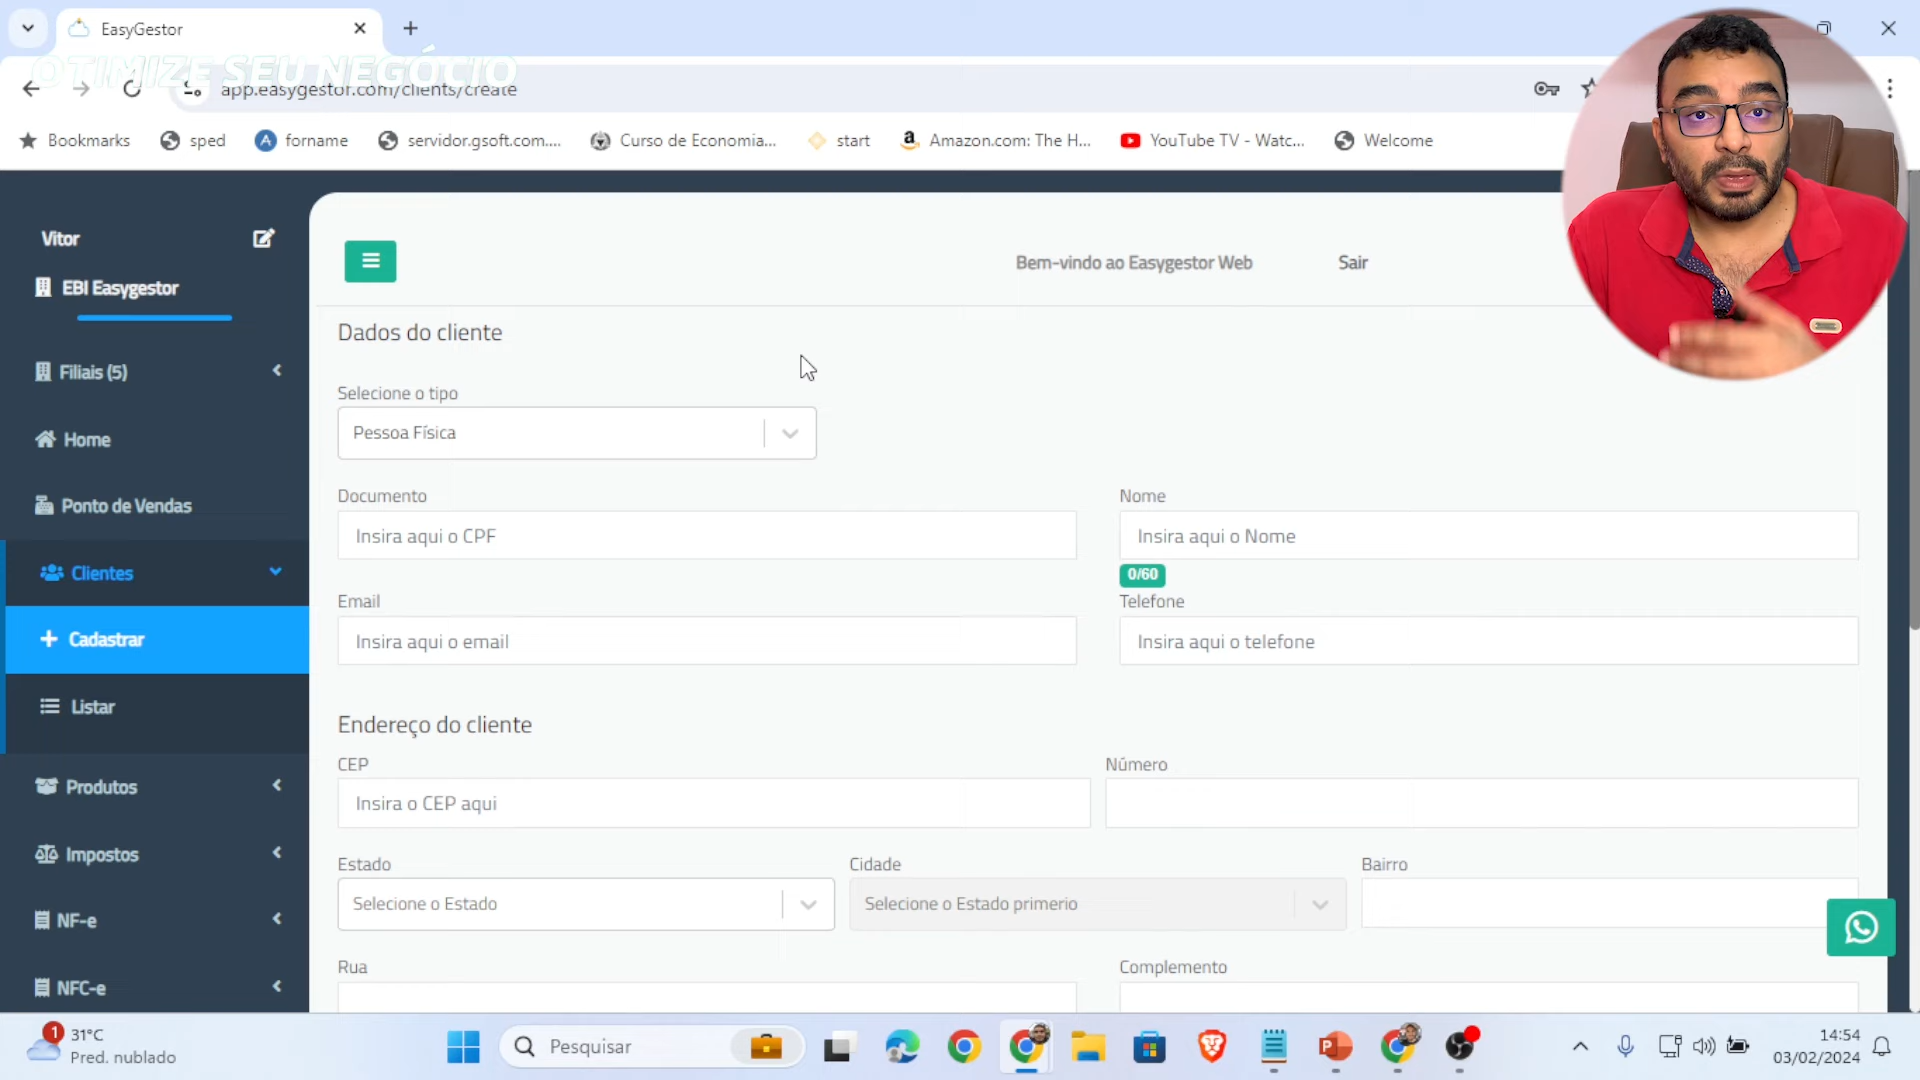 EasyGestor
OTIMIZE SEU NEGÓCIO
app.easygestor.com/clients/create
Bookmarks
sped
A
forname
servidor.gsoft.com....
Curso de Economia...
start
a
Amazon.com: The H...
YouTube TV - Watc...
Welcome
Vitor
EBI Easygestor
Filiais (5)
Home
Ponto de Vendas
Clientes
Cadastrar
Listar
Produtos
Impostos
NF-e
NFC-e
Bem-vindo ao Easygestor Web
Sair
Dados do cliente
Selecione o tipo
Pessoa Física
Documento
Nome
Insira aqui o CPF
Insira aqui o Nome
0/60
Email
Telefone
Insira aqui o email
Insira aqui o telefone
Endereço do cliente
CEP
Número
Insira o CEP aqui
Estado
Cidade
Bairro
Selecione o Estado
Selecione o Estado primerio
Rua
Complemento
1
31°C
Pred. nublado
Pesquisar
P
14:54
03/02/2024